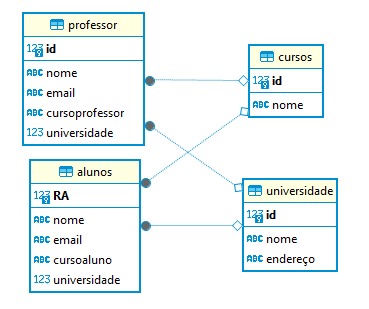 professor
123 id
ABC nome
ABC email
ABC cursoprofessor
123 universidade
cursos
123 id
ABC nome
alunos
123 RA
ABC nome
ABC email
ABC cursoaluno
123 universidade
universidade
123 id
ABC nome
ABC endereço